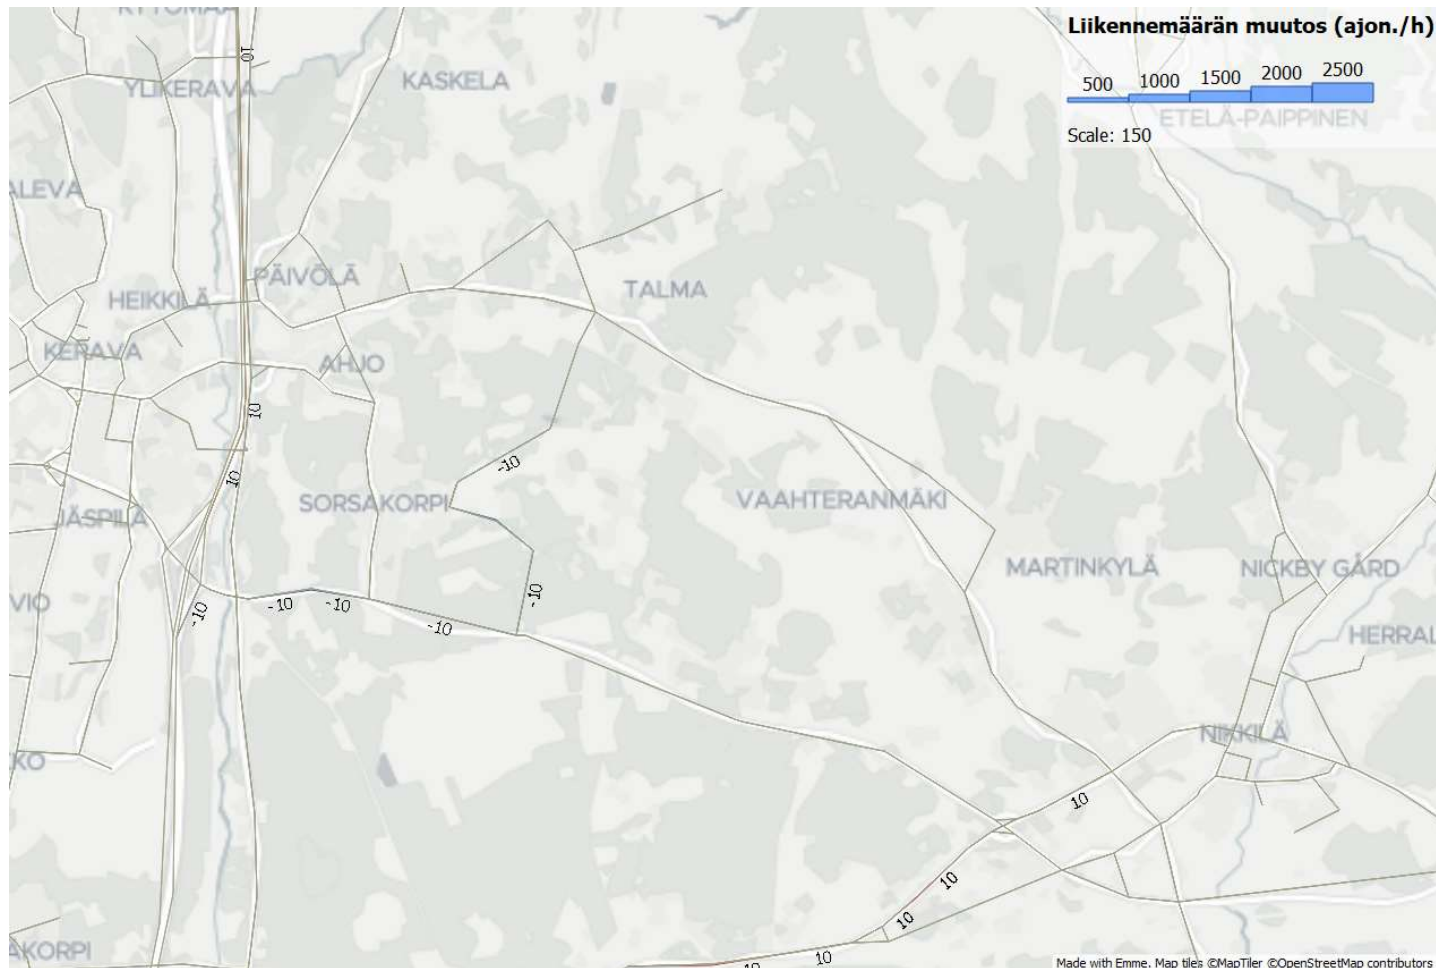 KYTÖMAA
Liikennemäärän muutos (ajon./h)
10
500 1000 1500 2000 2500
KASKELA
YLIKERAVA
ETELÄ-PAIPPINEN
Scale: 150
ALEVA
PÄIVÖLÄ
TALMA
HEIKKILÄ
KERAVA
AHJO
10
-10
10
SORSAKORPI
VAAHTERANMÄKI
JÄSPILÄ
MARTINKYLÄ
NICKBY GÅRD
VIO
-10
-10
-10
-10
-10
HERRAL
NIKKILÄ
KO
10
10
10
AKORPI
10
10
Made with Emme. Map tiles ©MapTiler ©OpenStreetMap contributors